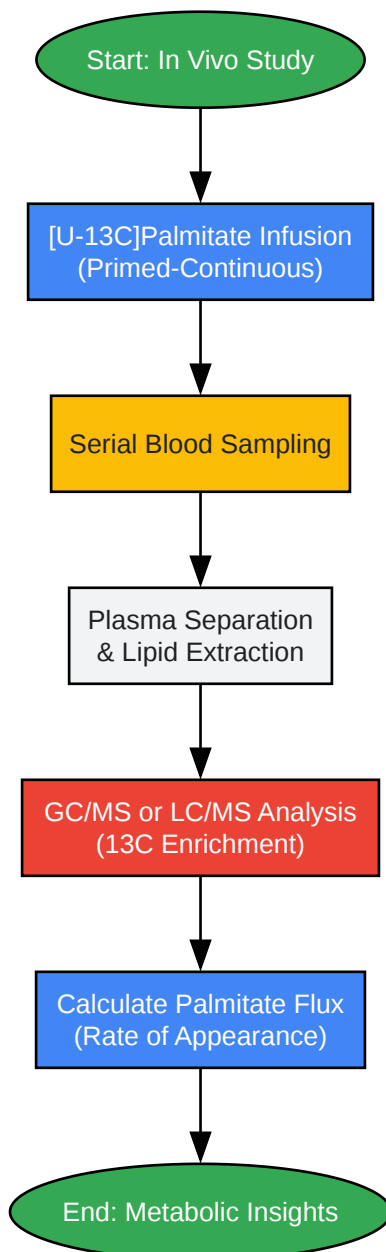 Start: In Vivo Study
[U-13C]Palmitate Infusion
(Primed-Continuous)
Serial Blood Sampling
Plasma Separation
& Lipid Extraction
GC/MS or LC/MS Analysis
(13C Enrichment)
Calculate Palmitate Flux
(Rate of Appearance)
End: Metabolic Insights